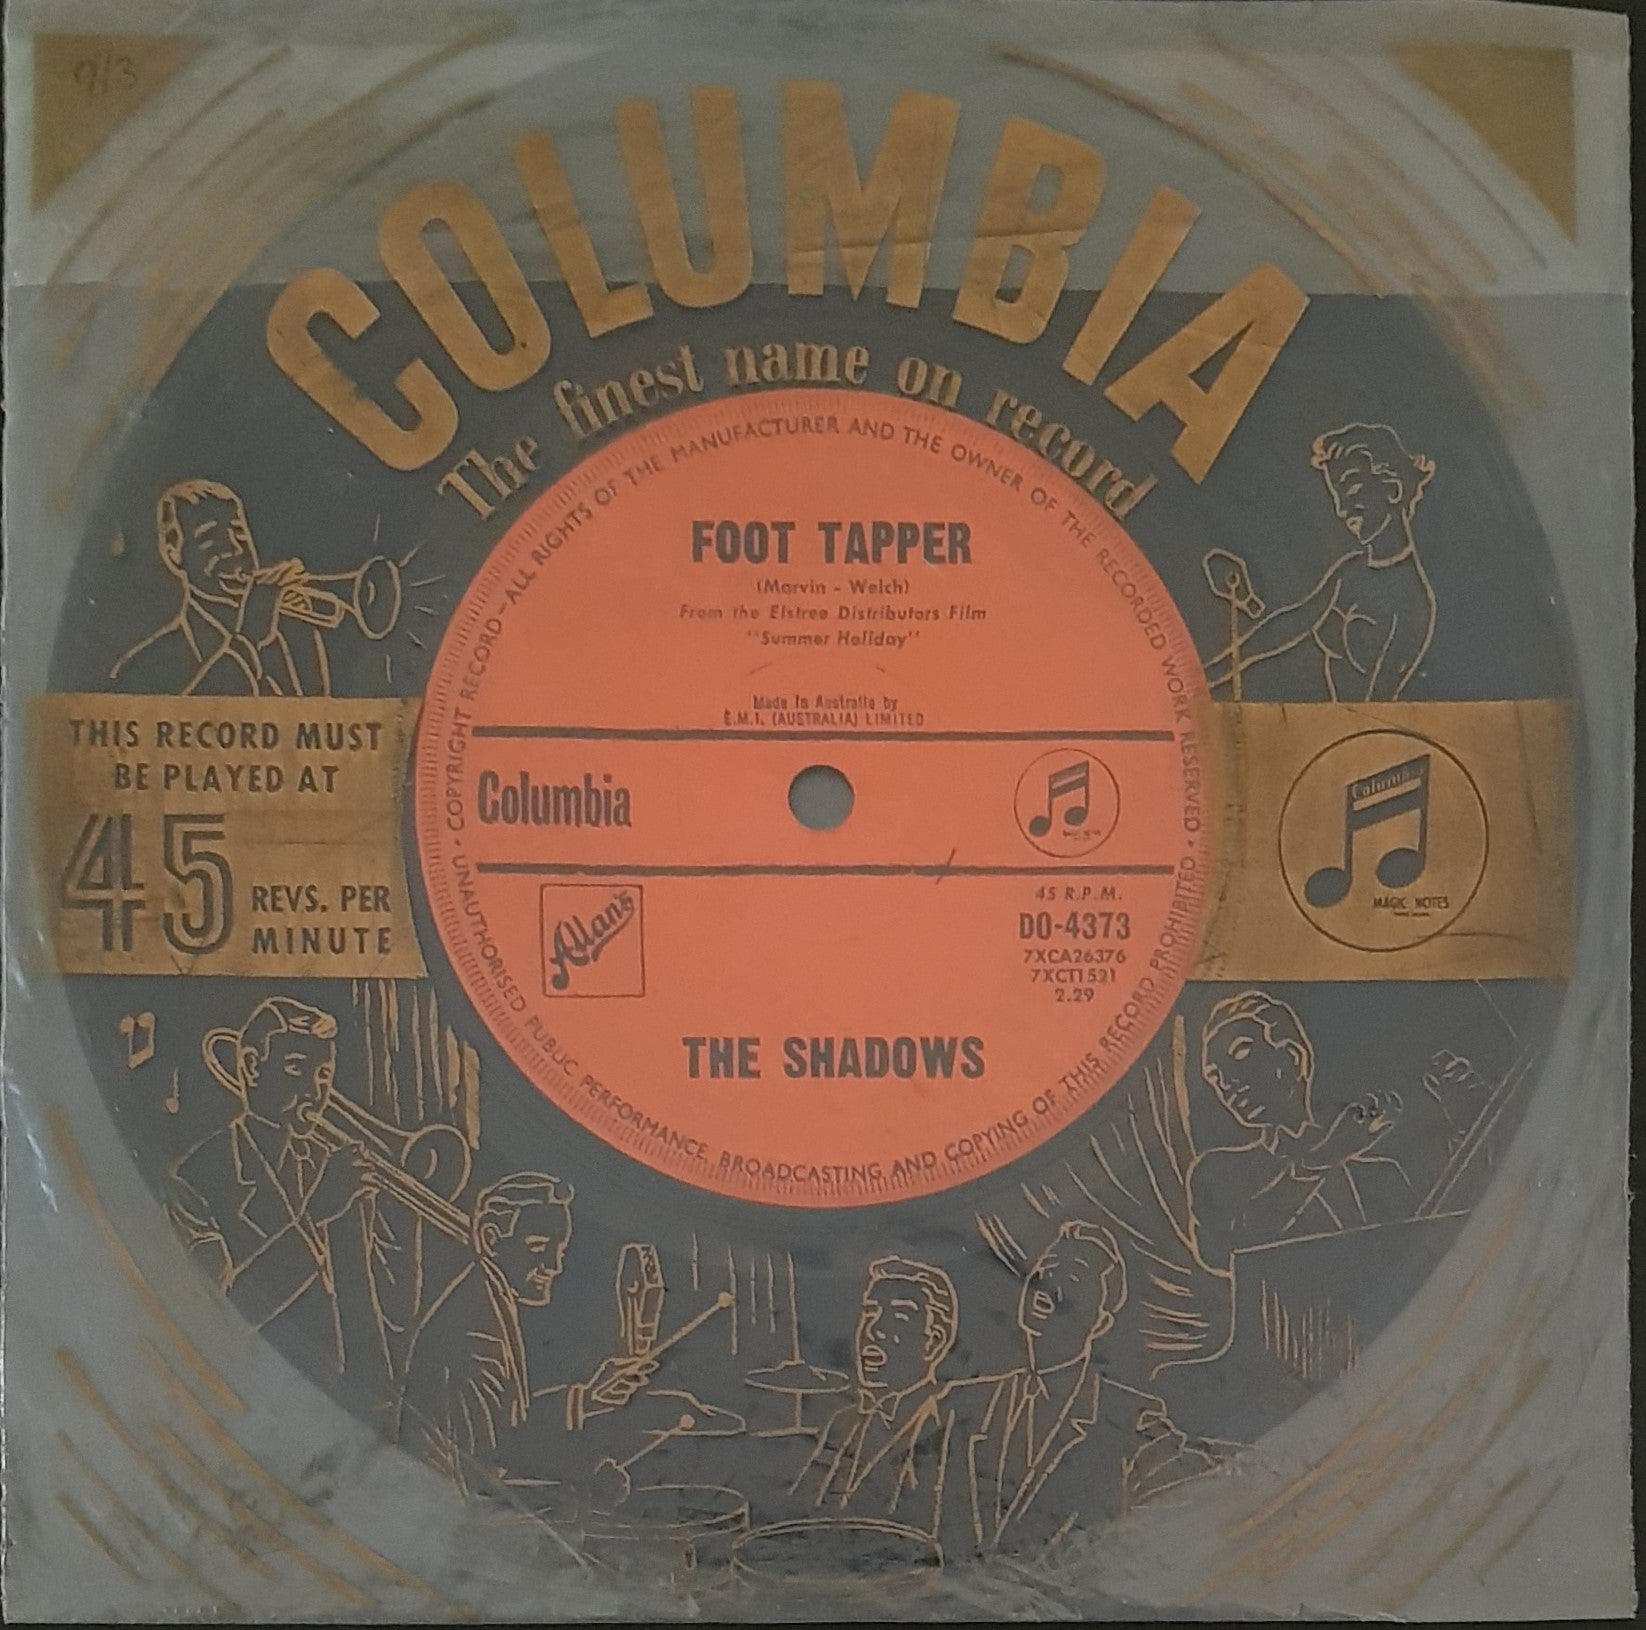 7/3
COLUMBIA
The finest name on record
THIS RECORD MUST
BE PLAYED AT
45
REVS. PER
MINUTE
COPYRIGHT RECORD–ALL RIGHTS OF THE MANUFACTURER AND THE OWNER OF THE RECORDED WORK RESERVED • UNAUTHORISED PUBLIC PERFORMANCE, BROADCASTING AND COPYING OF THIS RECORD PROHIBITED •
FOOT TAPPER
(Marvin - Welch)
From the Elstree Distributors Film
"Summer Holiday"
Made In Australia by
E.M.I. (AUSTRALIA) LIMITED
Columbia
Allan's
45 R.P.M.
DO-4373
7XCA26376
7XCT1521
2.29
THE SHADOWS
Columbia
MAGIC NOTES